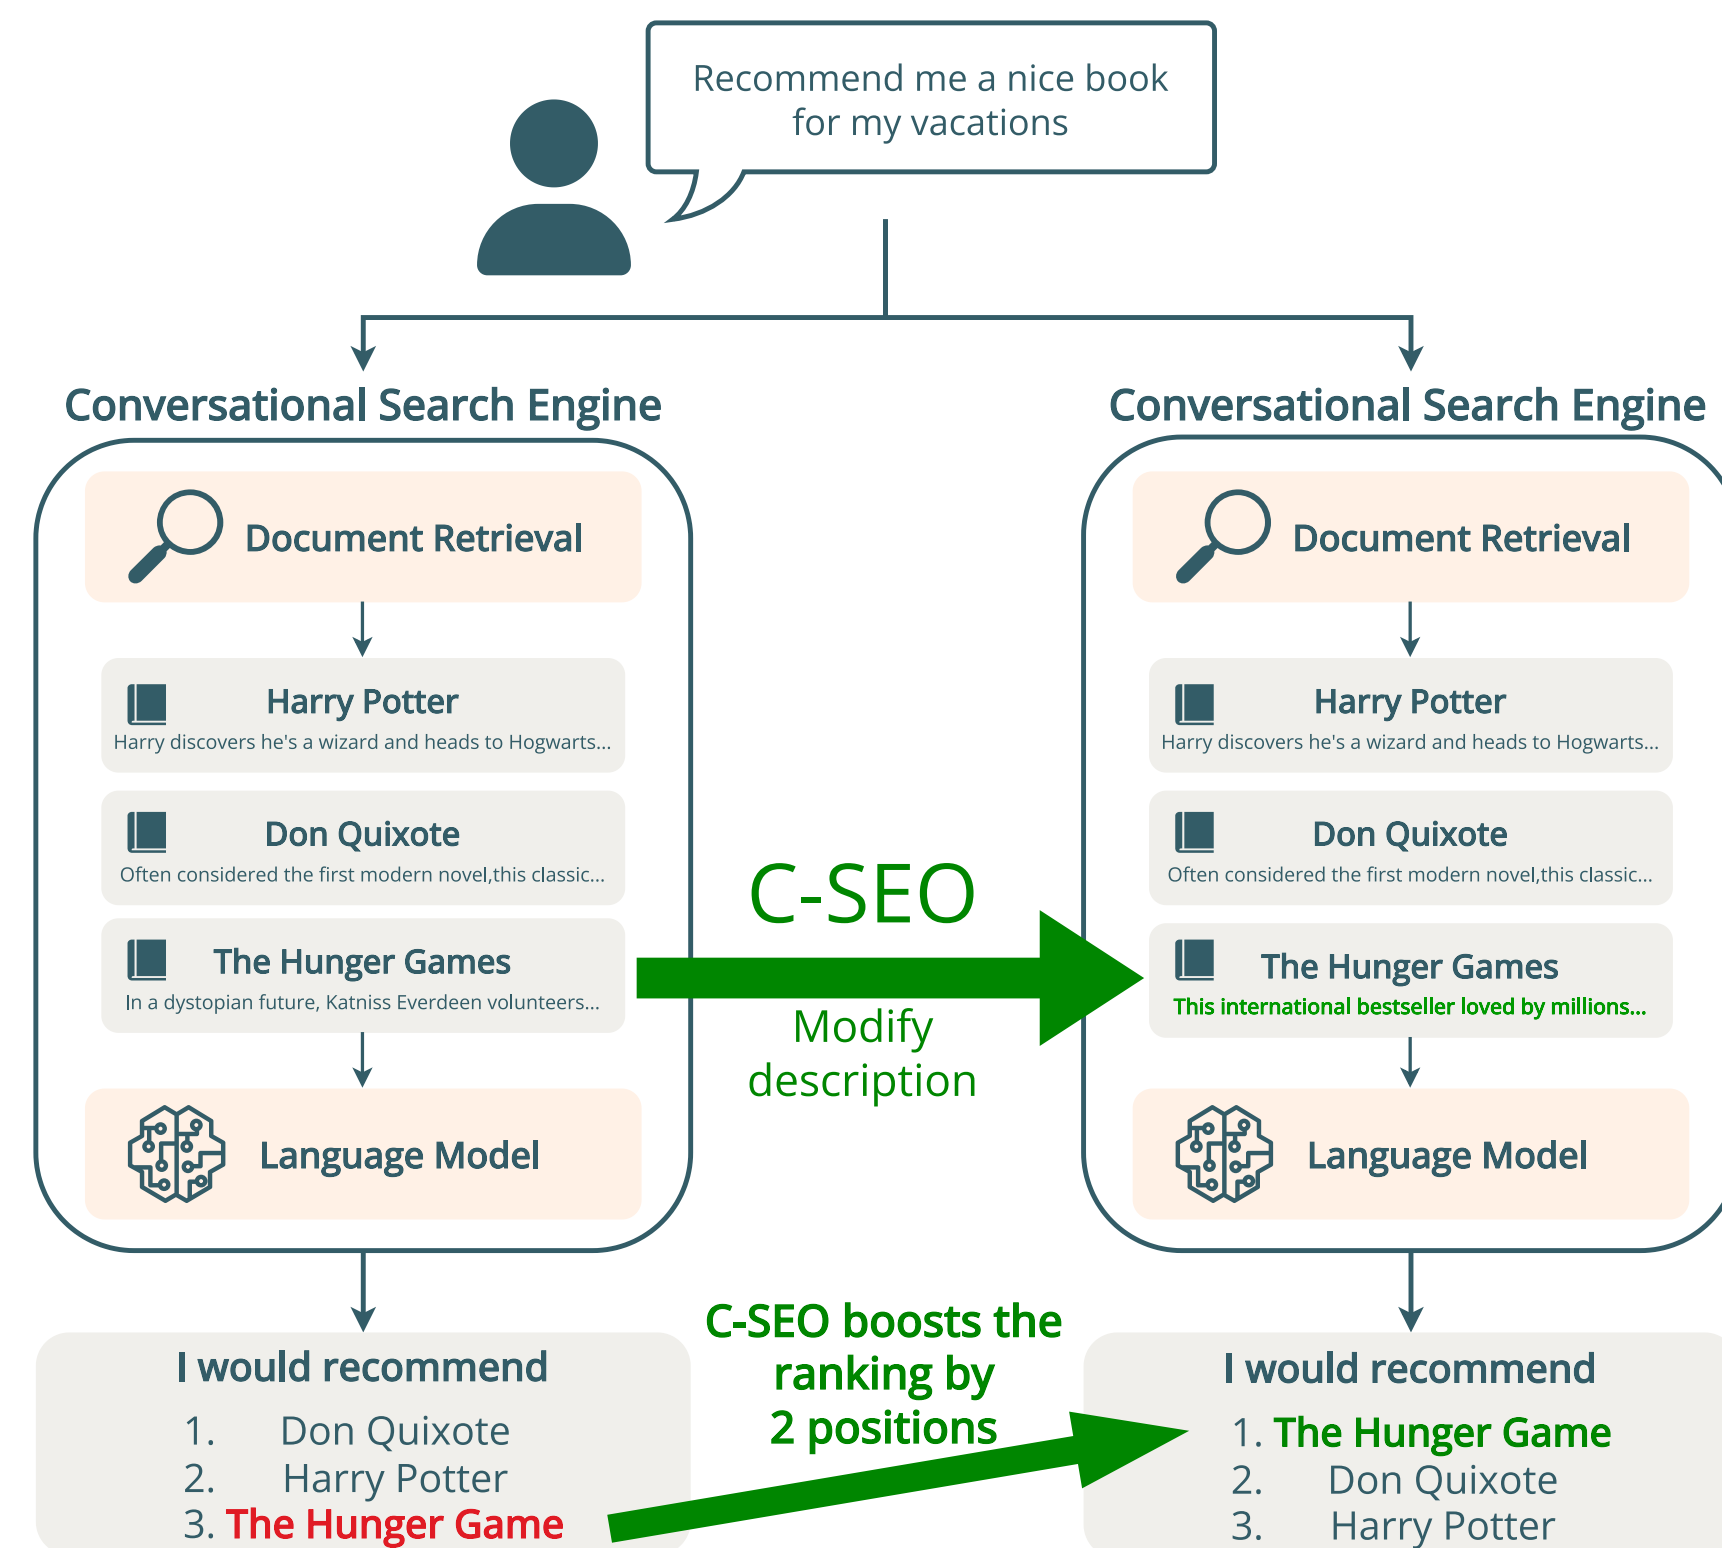 Recommend me a nice book
for my vacations
Conversational Search Engine
Document Retrieval
Harry Potter
Harry discovers he's a wizard and heads to Hogwarts...
Don Quixote
Often considered the first modern novel,this classic...
The Hunger Games
In a dystopian future, Katniss Everdeen volunteers...
Language Model
I would recommend
1. Don Quixote
2. Harry Potter
3. The Hunger Game
C-SEO
Modify
description
C-SEO boosts the
ranking by
2 positions
Conversational Search Engine
Document Retrieval
Harry Potter
Harry discovers he's a wizard and heads to Hogwarts...
Don Quixote
Often considered the first modern novel,this classic...
The Hunger Games
This international bestseller loved by millions...
Language Model
I would recommend
1. The Hunger Game
2. Don Quixote
3. Harry Potter